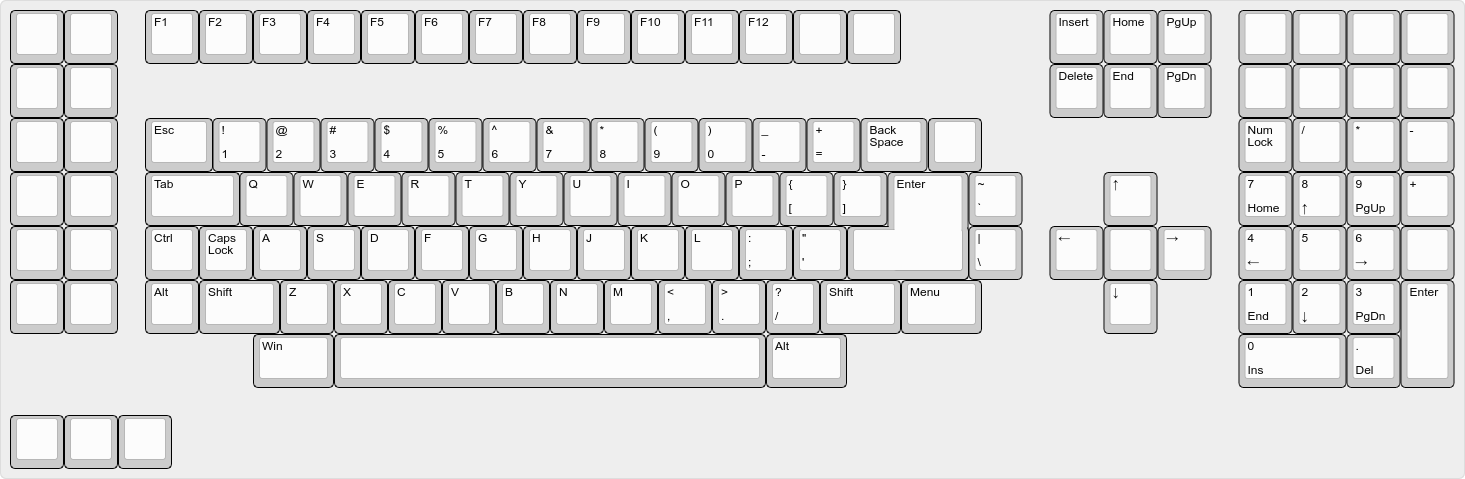 F1 F2 F3 F4 F5 F6 F7 F8 F9 F10 F11 F12 Insert Home PgUp
Delete End PgDn
Esc ! @ # $ % ^ & * ( ) _ + Back Num / * -
Space Lock
1 2 3 4 5 6 7 8 9 0 - =
Tab Q W E R T Y U I O P { } Enter ~ ↑ 7 8 9 +
[ ] ` Home ↑ PgUp
Ctrl Caps A S D F G H J K L : " | ← → 4 5 6
Lock
; ' \ ← →
Alt Shift Z X C V B N M < > ? Shift Menu ↓ 1 2 3 Enter
, . / End ↓ PgDn
Win Alt 0 .
Ins Del